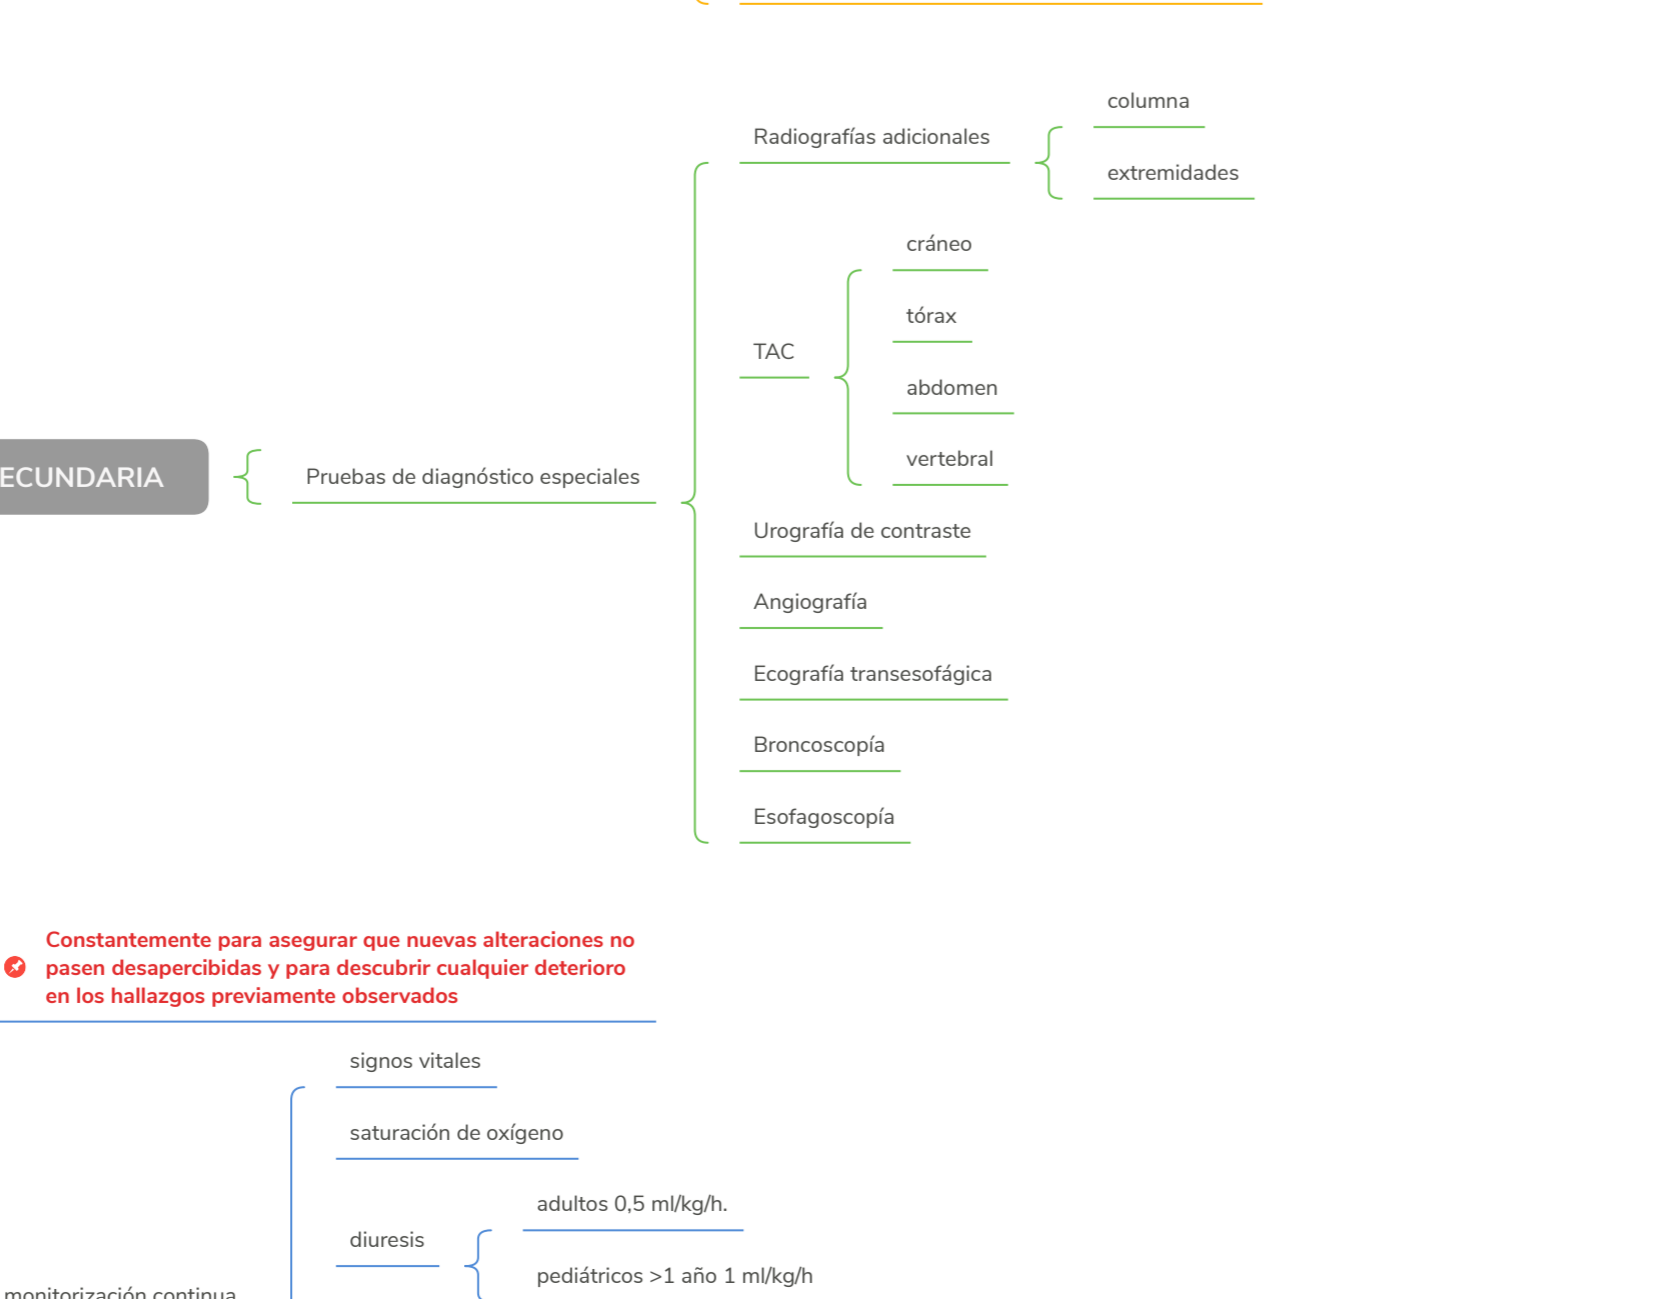 columna
Radiografías adicionales
extremidades
cráneo
tórax
TAC
abdomen
vertebral
ECUNDARIA
Pruebas de diagnóstico especiales
Urografía de contraste
Angiografía
Ecografía transesofágica
Broncoscopía
Esofagoscopía
Constantemente para asegurar que nuevas alteraciones no
pasen desapercibidas y para descubrir cualquier deterioro
en los hallazgos previamente observados
signos vitales
saturación de oxígeno
adultos 0,5 ml/kg/h.
diuresis
pediátricos >1 año 1 ml/kg/h
monitorización continua